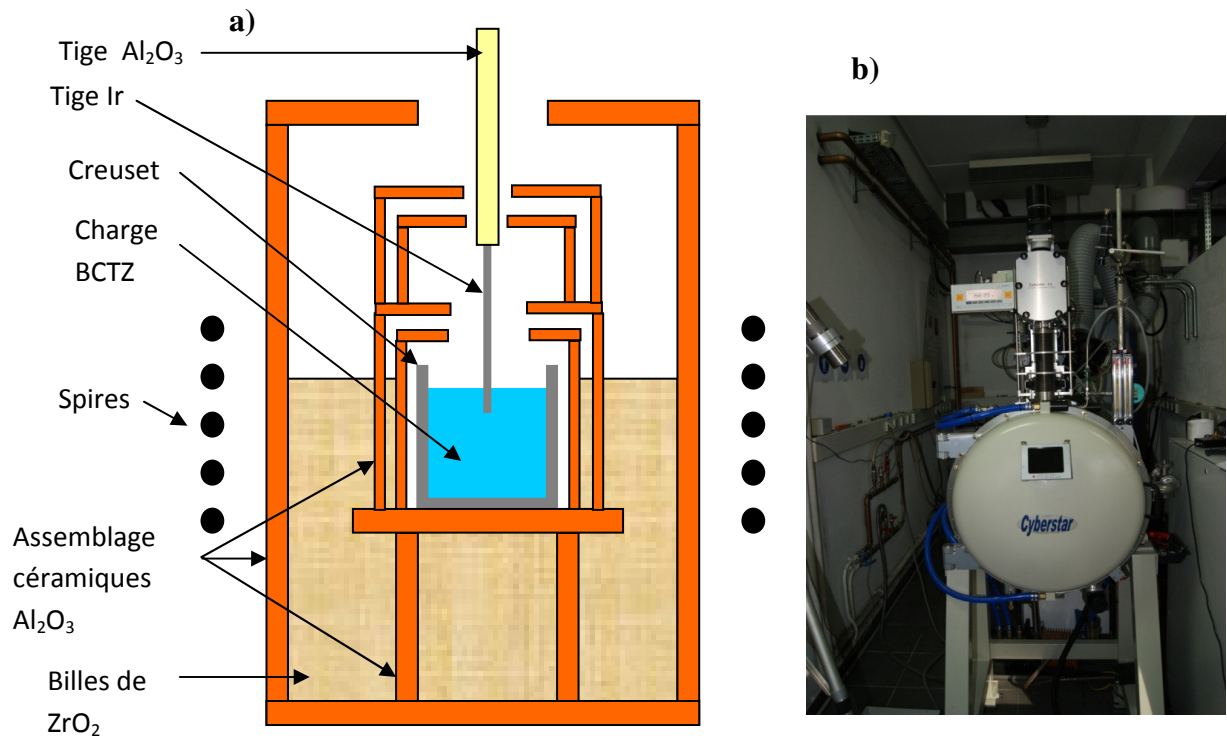 a)
Tige Al₂O₃
Tige Ir
Creuset
Charge
BCTZ
Spires
Assemblage
céramiques
Al₂O₃
Billes de
ZrO₂
b)
Cyberstar